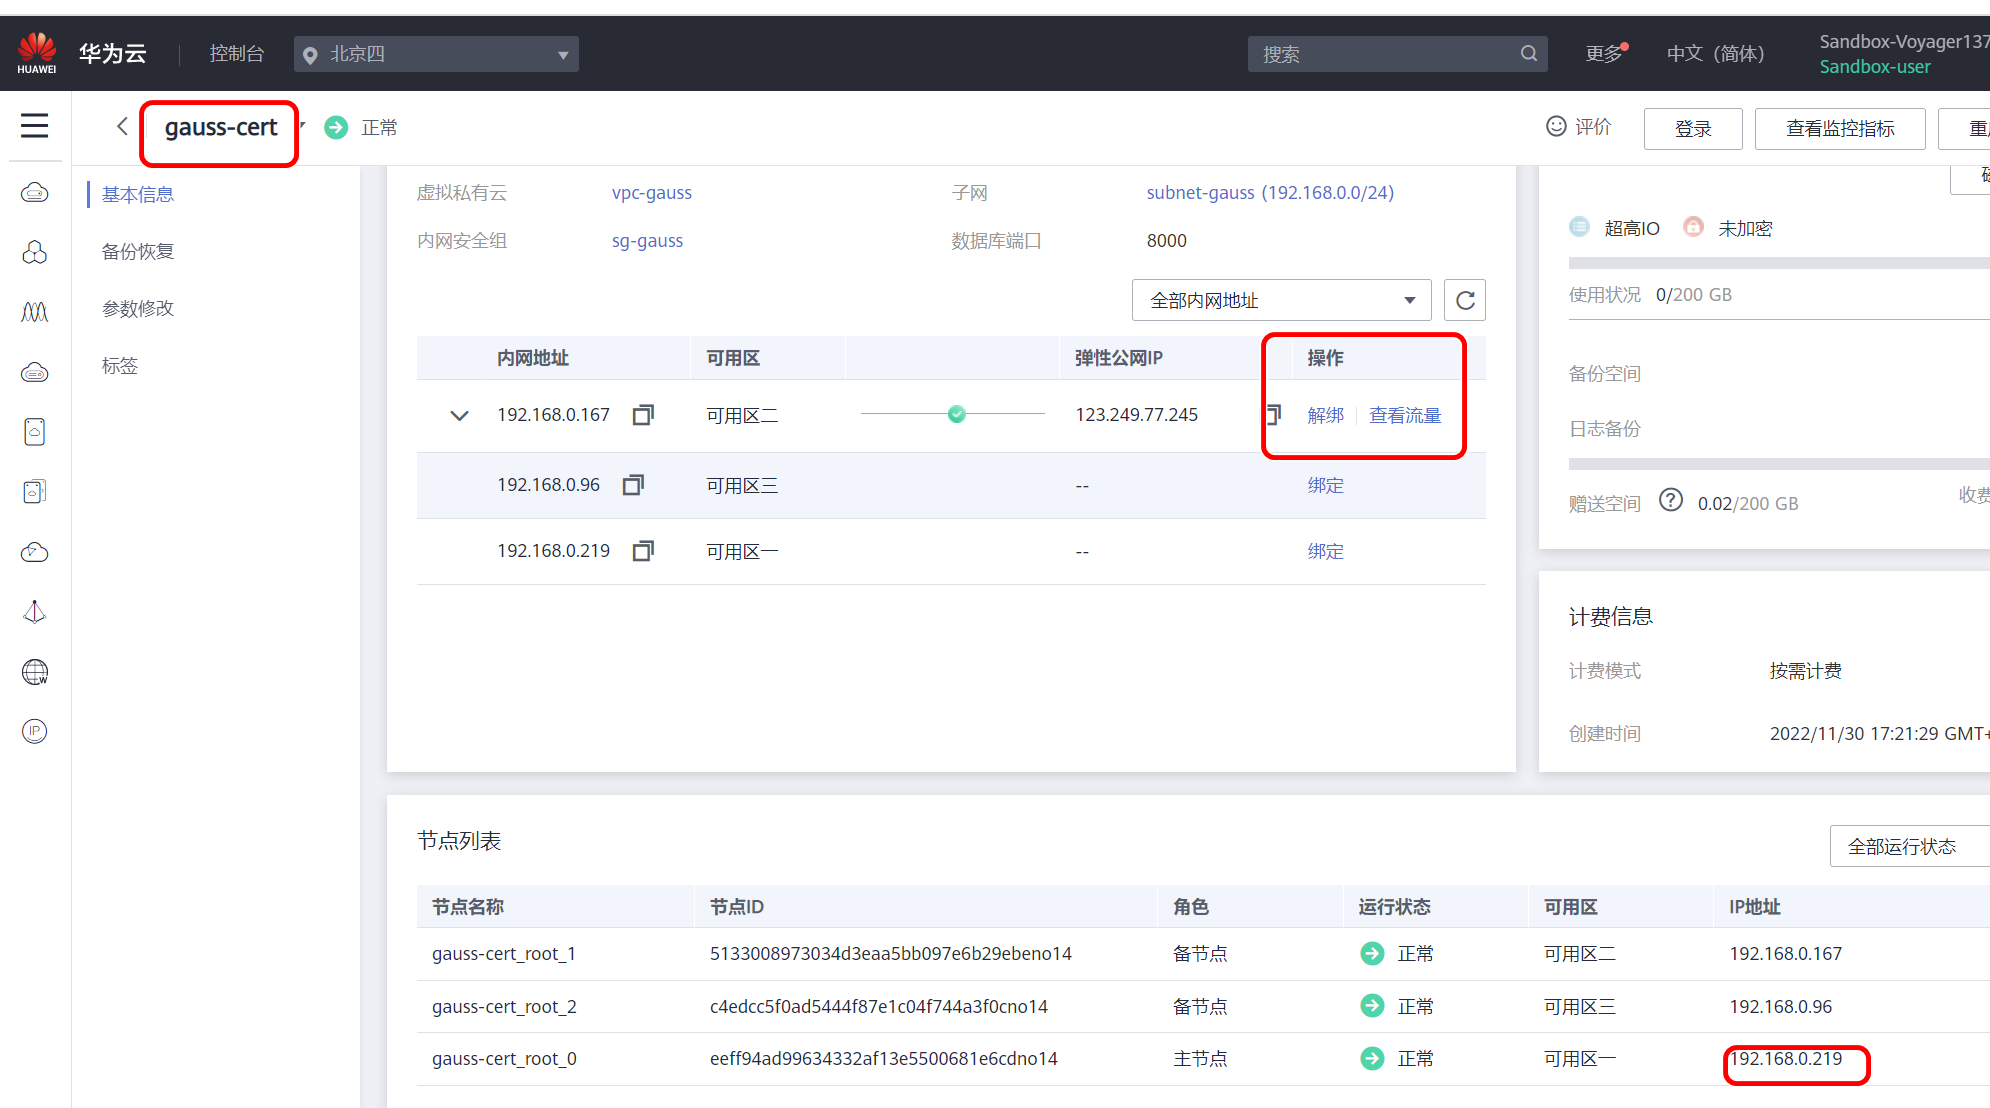 HUAWEI 华为云 控制台 北京四 搜索 更多 中文（简体） Sandbox-Voyager137
Sandbox-user
gauss-cert 正常 评价 登录 查看监控指标
基本信息
备份恢复
参数修改
标签
虚拟私有云 vpc-gauss 子网 subnet-gauss (192.168.0.0/24)
内网安全组 sg-gauss 数据库端口 8000
全部内网地址
内网地址 可用区 弹性公网IP 操作
192.168.0.167 可用区二 123.249.77.245 解绑 查看流量
192.168.0.96 可用区三 -- 绑定
192.168.0.219 可用区一 -- 绑定
超高IO 未加密
使用状况 0/200 GB
备份空间
日志备份
赠送空间 ? 0.02/200 GB 收费
计费信息
计费模式 按需计费
创建时间 2022/11/30 17:21:29 GMT+
节点列表
全部运行状态
节点名称 节点ID 角色 运行状态 可用区 IP地址
gauss-cert_root_1 5133008973034d3eaa5bb097e6b29ebeno14 备节点 正常 可用区二 192.168.0.167
gauss-cert_root_2 c4edcc5f0ad5444f87e1c04f744a3f0cno14 备节点 正常 可用区三 192.168.0.96
gauss-cert_root_0 eeff94ad99634332af13e5500681e6cdno14 主节点 正常 可用区一 192.168.0.219
W
IP